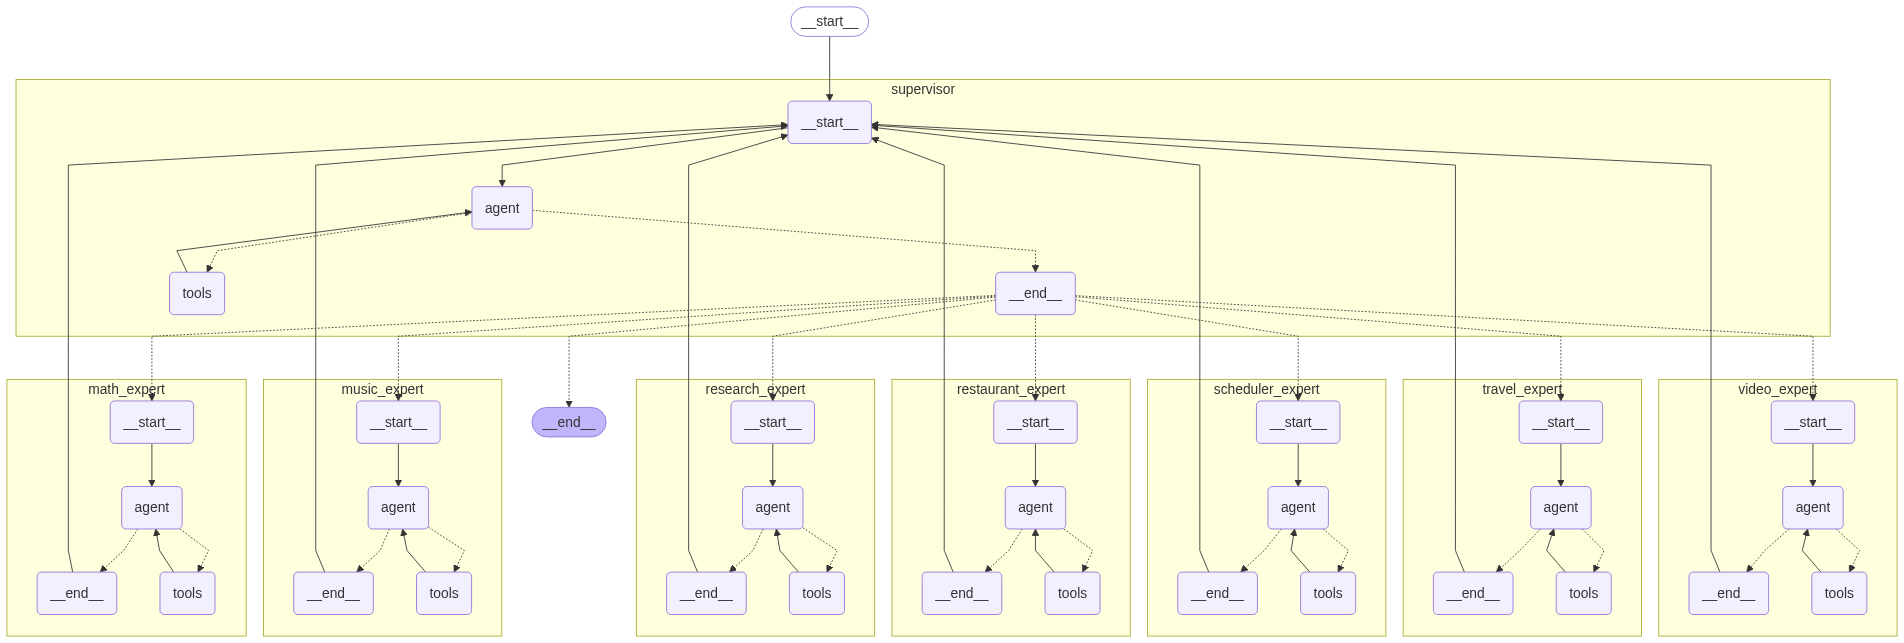 __start__
supervisor
__start__
agent
tools
__end__
math_expert
music_expert
research_expert
restaurant_expert
scheduler_expert
travel_expert
video_expert
__start__
__start__
__end__
__start__
__start__
__start__
__start__
__start__
agent
agent
agent
agent
agent
agent
agent
__end__
tools
__end__
tools
__end__
tools
__end__
tools
__end__
tools
__end__
tools
__end__
tools